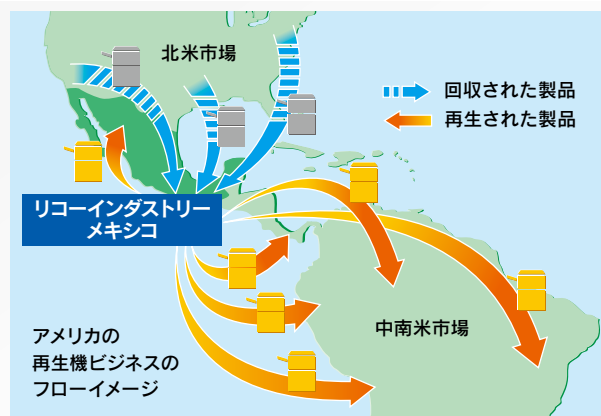 北米市場
回収された製品
再生された製品
リコーインダストリー
メキシコ
中南米市場
アメリカの
再生機ビジネスの
フローイメージ